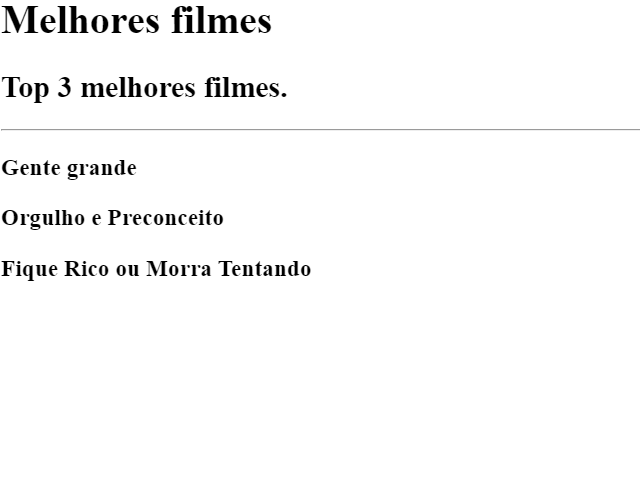 Melhores filmes
Top 3 melhores filmes.
Gente grande
Orgulho e Preconceito
Fique Rico ou Morra Tentando